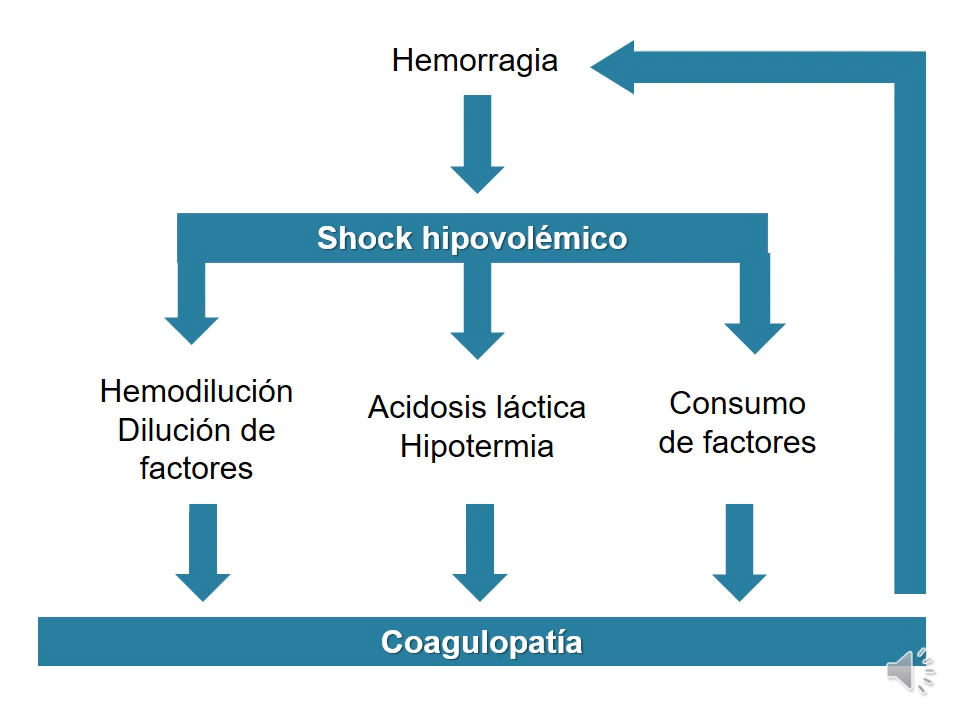 Hemorragia
Shock hipovolémico
Hemodilución
Dilución de
factores
Acidosis láctica
Hipotermia
Consumo
de factores
Coagulopatía